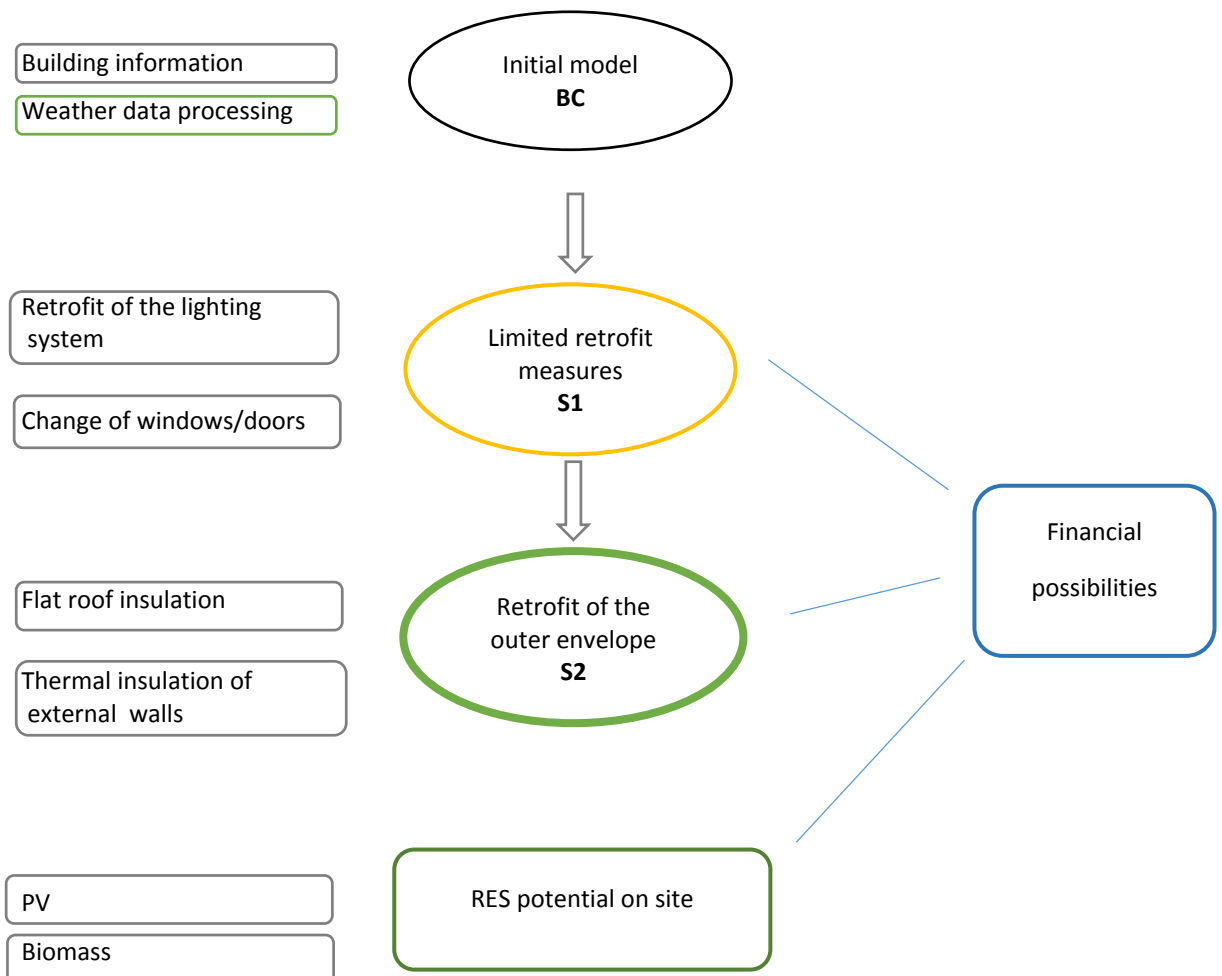 Building information
Weather data processing
Initial model
BC
Retrofit of the lighting
system
Change of windows/doors
Limited retrofit
measures
S1
Financial
possibilities
Flat roof insulation
Thermal insulation of
external walls
Retrofit of the
outer envelope
S2
PV
Biomass
RES potential on site